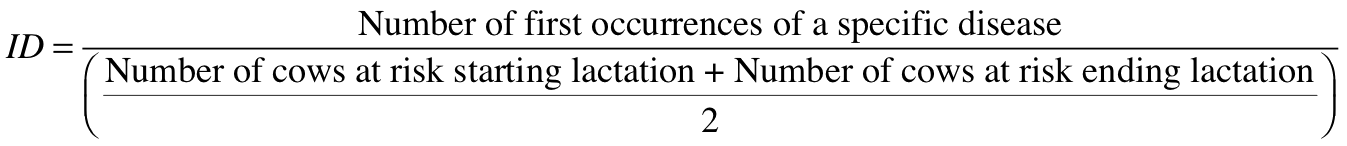 Number of first occurrences of a specific disease
ID =
(Number of cows at risk starting lactation + Number of cows at risk ending lactation)
2